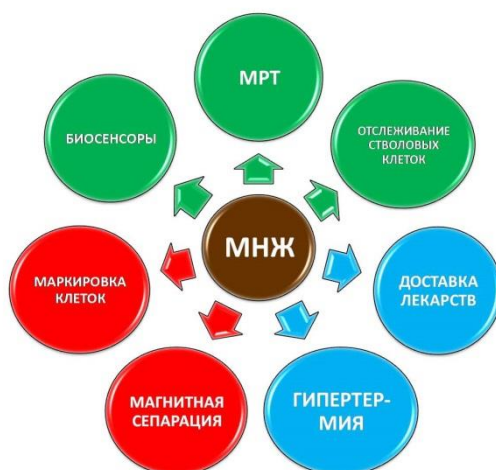 МРТ
БИОСЕНСОРЫ
ОТСЛЕЖИВАНИЕ
СТВОЛОВЫХ
КЛЕТОК
МНЖ
МАРКИРОВКА
КЛЕТОК
ДОСТАВКА
ЛЕКАРСТВ
МАГНИТНАЯ
СЕПАРАЦИЯ
ГИПЕРТЕР-
МИЯ